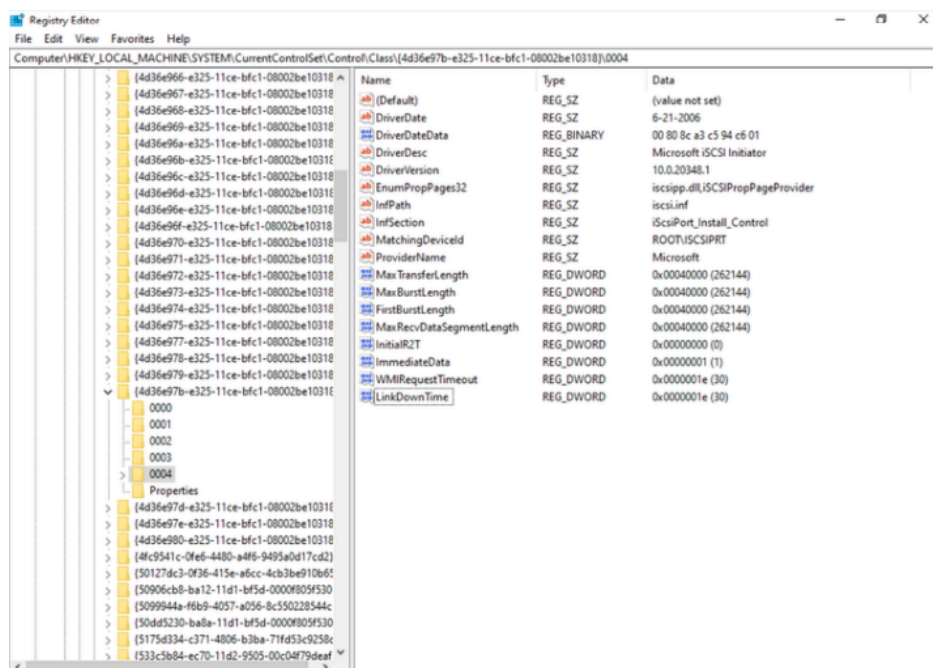 Registry Editor
File Edit View Favorites Help
Computer\HKEY_LOCAL_MACHINE\SYSTEM\CurrentControlSet\Control\Class\{4d36e97b-e325-11ce-bfc1-08002be10318}\0004
{4d36e966-e325-11ce-bfc1-08002be10318
{4d36e967-e325-11ce-bfc1-08002be10318
{4d36e968-e325-11ce-bfc1-08002be10318
{4d36e969-e325-11ce-bfc1-08002be10318
{4d36e96a-e325-11ce-bfc1-08002be10318
{4d36e96b-e325-11ce-bfc1-08002be10318
{4d36e96c-e325-11ce-bfc1-08002be10318
{4d36e96d-e325-11ce-bfc1-08002be10318
{4d36e96e-e325-11ce-bfc1-08002be10318
{4d36e96f-e325-11ce-bfc1-08002be10318
{4d36e970-e325-11ce-bfc1-08002be10318
{4d36e971-e325-11ce-bfc1-08002be10318
{4d36e972-e325-11ce-bfc1-08002be10318
{4d36e973-e325-11ce-bfc1-08002be10318
{4d36e974-e325-11ce-bfc1-08002be10318
{4d36e975-e325-11ce-bfc1-08002be10318
{4d36e977-e325-11ce-bfc1-08002be10318
{4d36e978-e325-11ce-bfc1-08002be10318
{4d36e979-e325-11ce-bfc1-08002be10318
{4d36e97b-e325-11ce-bfc1-08002be10318
0000
0001
0002
0003
0004
Properties
{4d36e97d-e325-11ce-bfc1-08002be10318
{4d36e97e-e325-11ce-bfc1-08002be10318
{4d36e980-e325-11ce-bfc1-08002be10318
{4fc9541c-0fe6-4480-a4f6-9495a0d17cd2}
{50127dc3-0f36-415e-a6cc-4cb3be910b65
{50906cb8-ba12-11d1-bf5d-0000f805f530
{5099944a-f6b9-4057-a056-8c550228544c
{50dd5230-ba8a-11d1-bf5d-0000f805f530
{5175d334-c371-4806-b3ba-71fd53c9258d
{533c5b84-ec70-11d2-9505-00c04f79deaf
Name Type Data
(Default) REG_SZ (value not set)
DriverDate REG_SZ 6-21-2006
DriverDateData REG_BINARY 00 80 8c a3 c5 94 c6 01
DriverDesc REG_SZ Microsoft iSCSI Initiator
DriverVersion REG_SZ 10.0.20348.1
EnumPropPages32 REG_SZ iscsipp.dll,iSCSIPropPageProvider
InfPath REG_SZ iscsi.inf
InfSection REG_SZ iScsiPort_Install_Control
MatchingDeviceId REG_SZ ROOT\ISCSIPRT
ProviderName REG_SZ Microsoft
MaxTransferLength REG_DWORD 0x00040000 (262144)
MaxBurstLength REG_DWORD 0x00040000 (262144)
FirstBurstLength REG_DWORD 0x00040000 (262144)
MaxRecvDataSegmentLength REG_DWORD 0x00040000 (262144)
InitialR2T REG_DWORD 0x00000000 (0)
ImmediateData REG_DWORD 0x00000001 (1)
WMIRequestTimeout REG_DWORD 0x0000001e (30)
LinkDownTime REG_DWORD 0x0000001e (30)